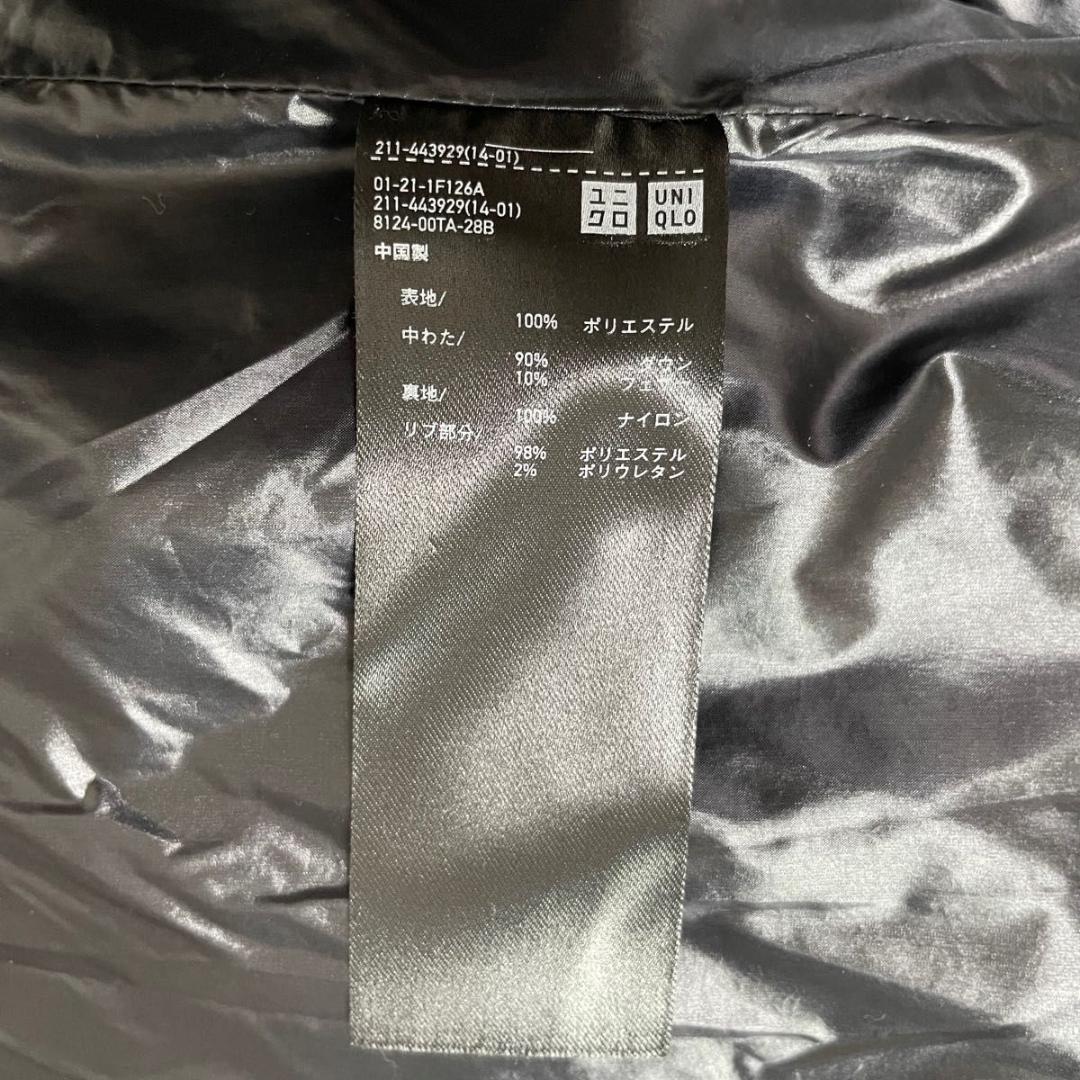 211-443929(14-01)
01-21-1F126A
211-443929(14-01)
8124-00TA-28B
ユニ
クロ
UNI
QLO
中国製
表地/
100% ポリエステル
中わた/
90% ダウン
10%
裏地/
100% ナイロン
リブ部分/
98% ポリエステル
2% ポリウレタン